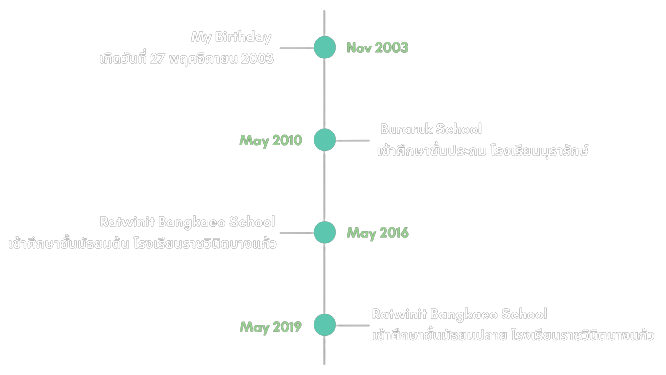 My Birthday
เกิดวันที่ 27 พฤศจิกายน 2003
Nov 2003
May 2010
Buraruk School
เข้าศึกษาชั้นประถม โรงเรียนบุรารักษ์
Ratwinit Bangkaeo School
เข้าศึกษาชั้นมัธยมต้น โรงเรียนราชวินิตบางแก้ว
May 2016
May 2019
Ratwinit Bangkaeo School
เข้าศึกษาชั้นมัธยมปลาย โรงเรียนราชวินิตบางแก้ว